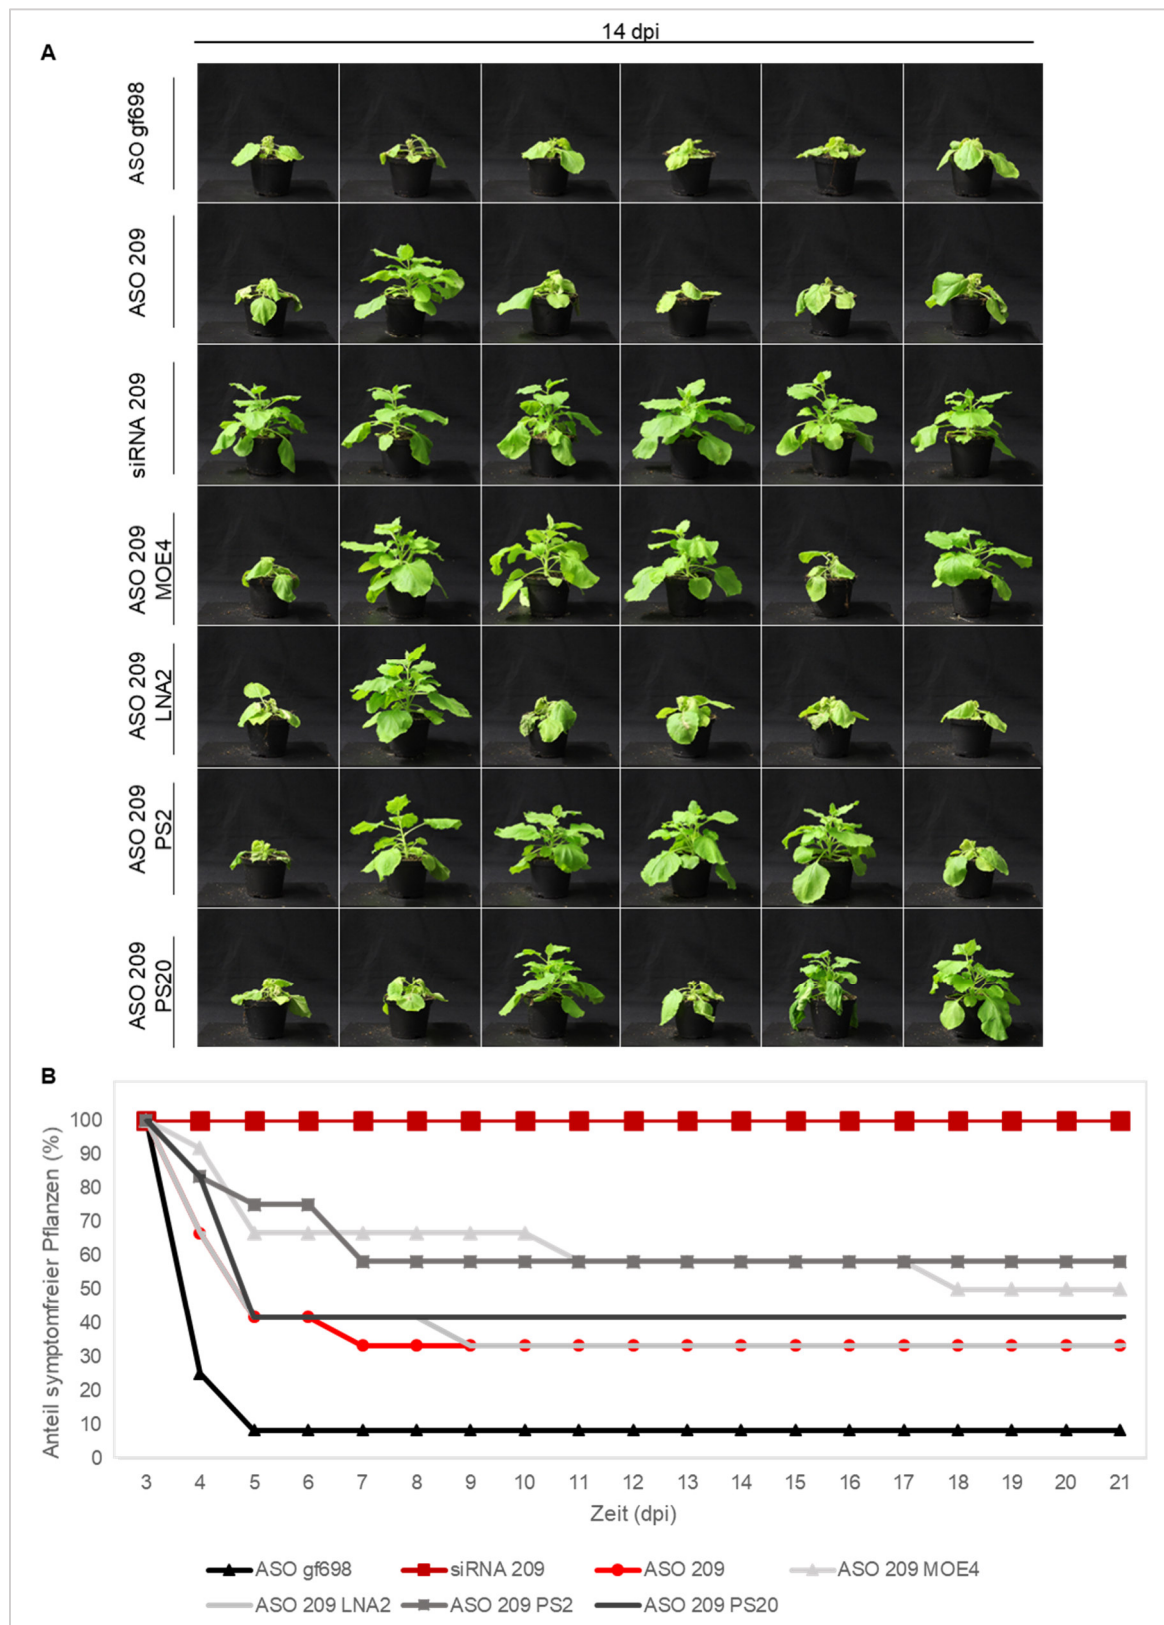 14 dpi
A
ASO gf698
ASO 209
siRNA 209
ASO 209
MOE4
ASO 209
LNA2
ASO 209
PS2
ASO 209
PS20
B
Anteil symptomfreier Pflanzen (%)
100
90
80
70
60
50
40
30
20
10
0
3 4 5 6 7 8 9 10 11 12 13 14 15 16 17 18 19 20 21
Zeit (dpi)
ASO gf698 siRNA 209 ASO 209 ASO 209 MOE4
ASO 209 LNA2 ASO 209 PS2 ASO 209 PS20